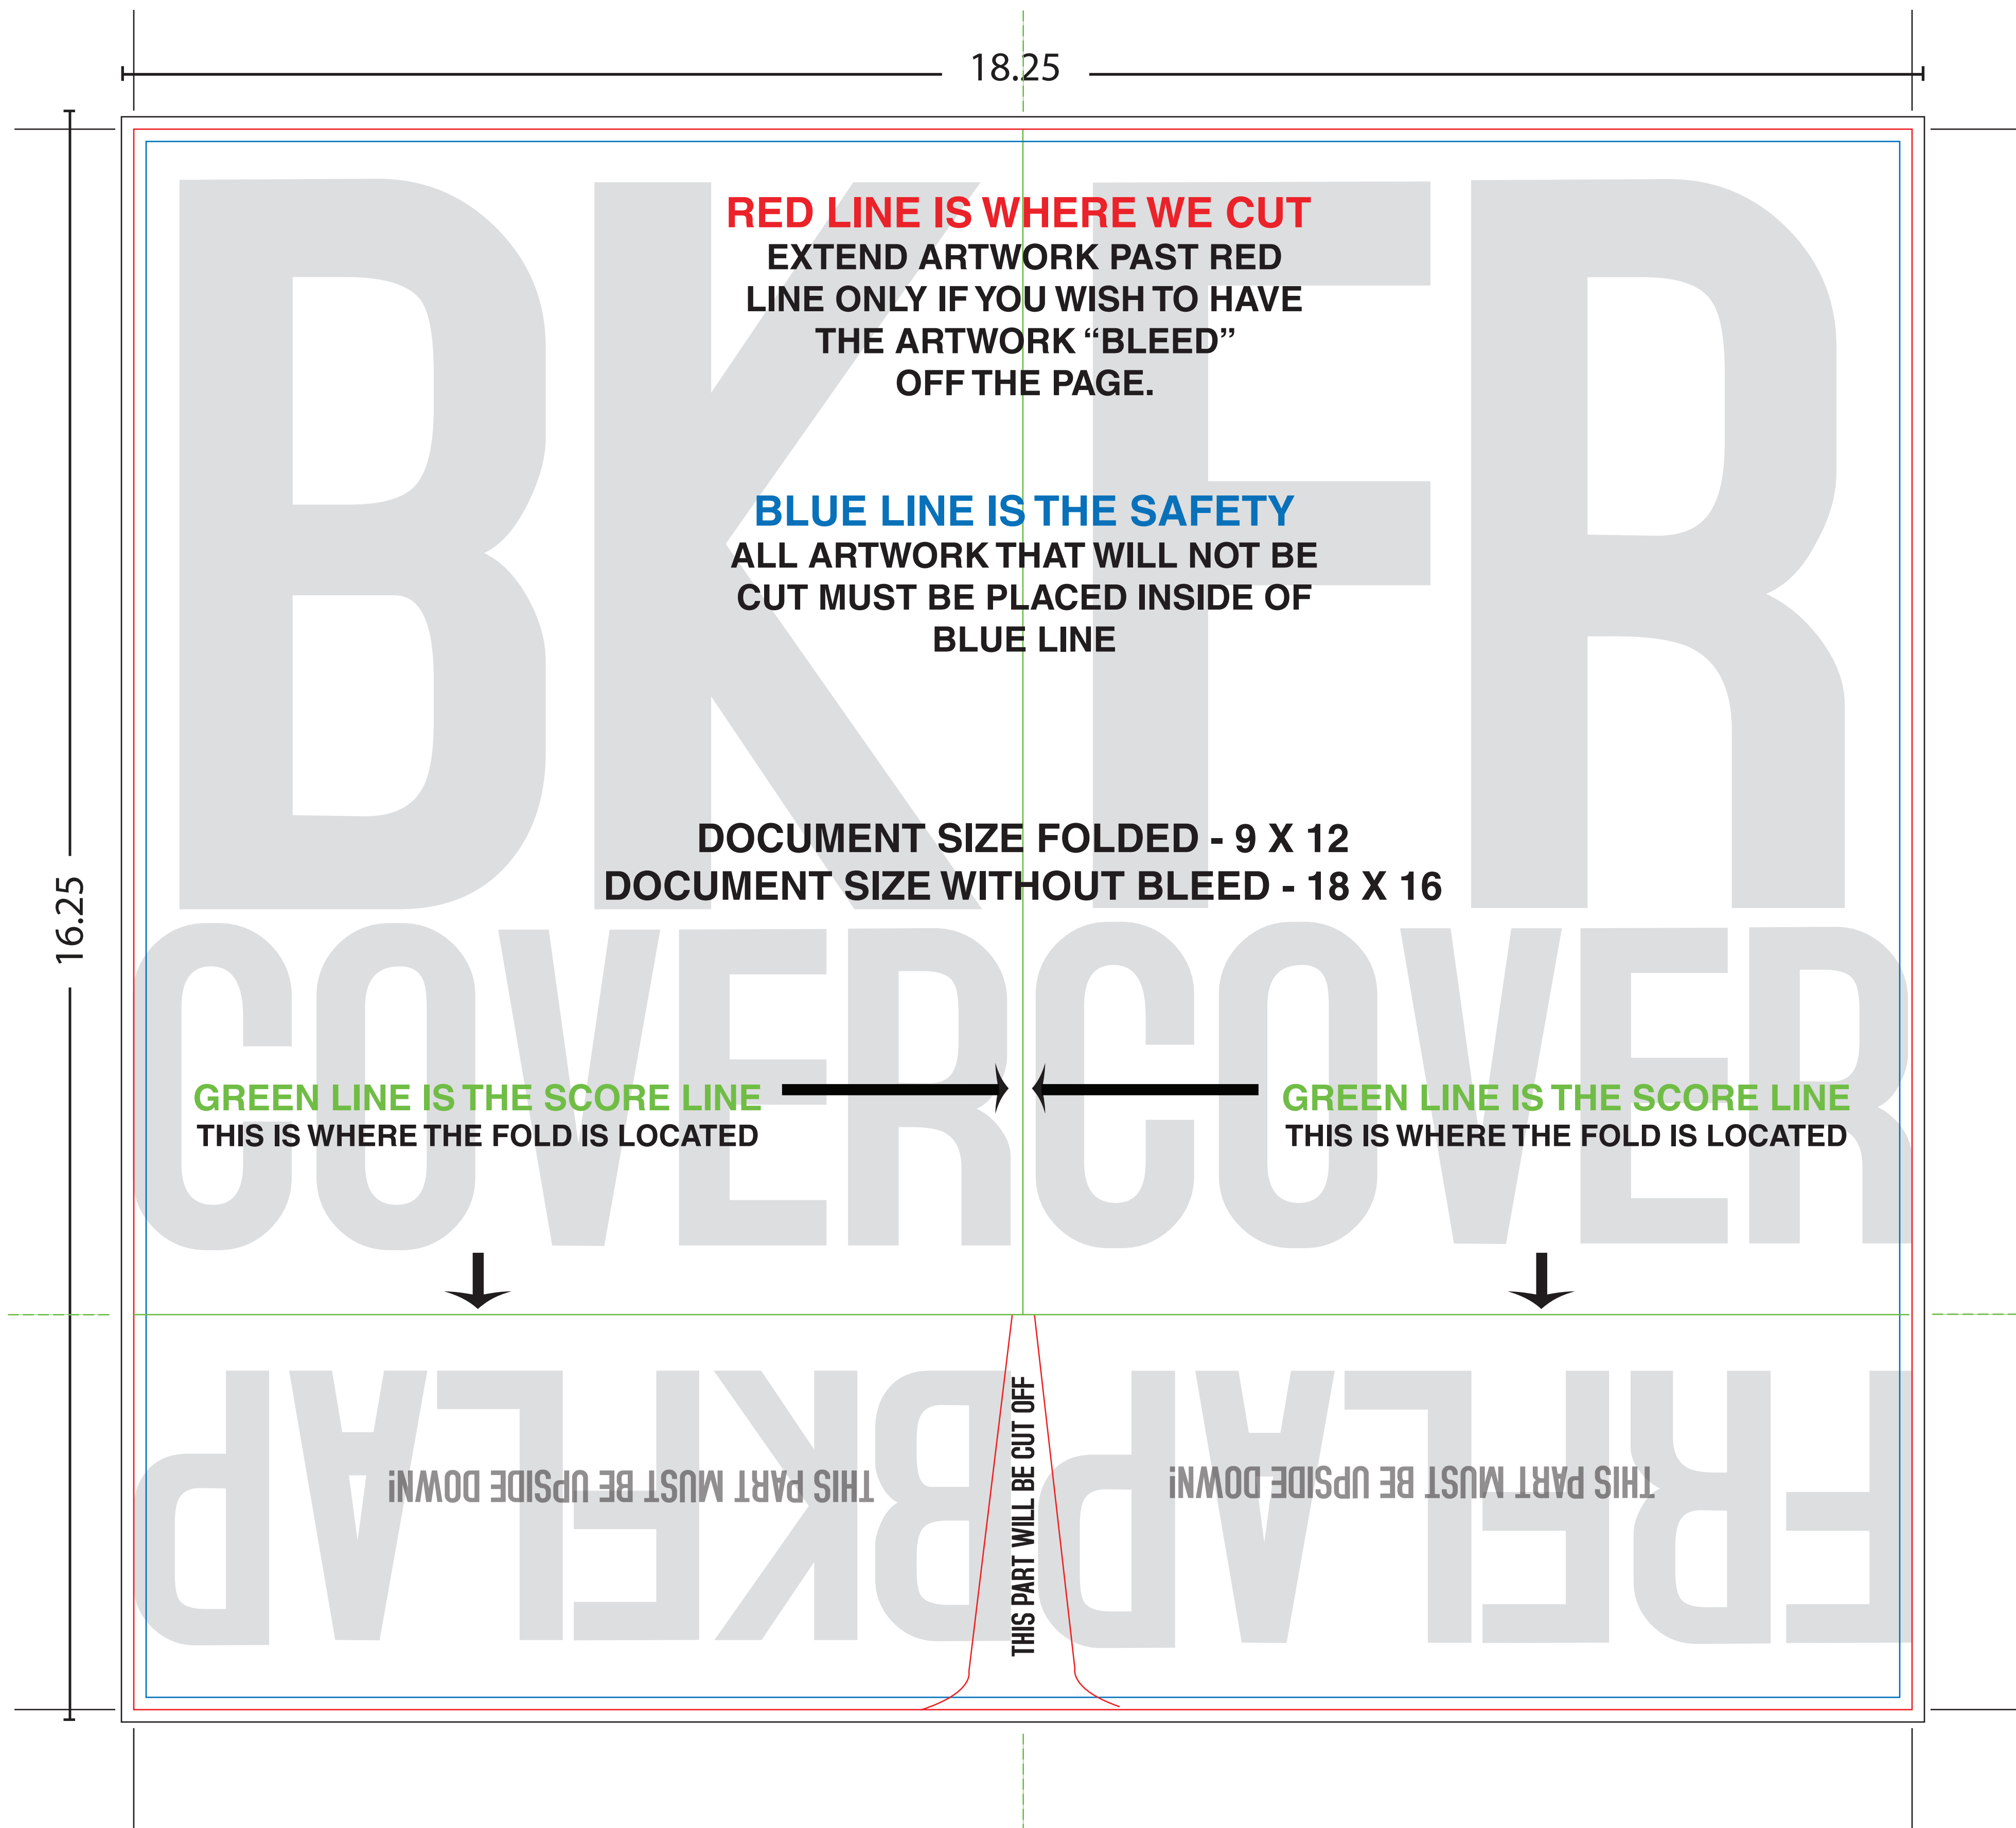 18.25
16.25
BK FR
RED LINE IS WHERE WE CUT
EXTEND ARTWORK PAST RED
LINE ONLY IF YOU WISH TO HAVE
THE ARTWORK “BLEED”
OFF THE PAGE.
BLUE LINE IS THE SAFETY
ALL ARTWORK THAT WILL NOT BE
CUT MUST BE PLACED INSIDE OF
BLUE LINE
DOCUMENT SIZE FOLDED - 9 X 12
DOCUMENT SIZE WITHOUT BLEED - 18 X 16
COVER COVER
GREEN LINE IS THE SCORE LINE
THIS IS WHERE THE FOLD IS LOCATED
GREEN LINE IS THE SCORE LINE
THIS IS WHERE THE FOLD IS LOCATED
BK FLAP
THIS PART MUST BE UPSIDE DOWN!
THIS PART WILL BE CUT OFF
FR FLAP
THIS PART MUST BE UPSIDE DOWN!